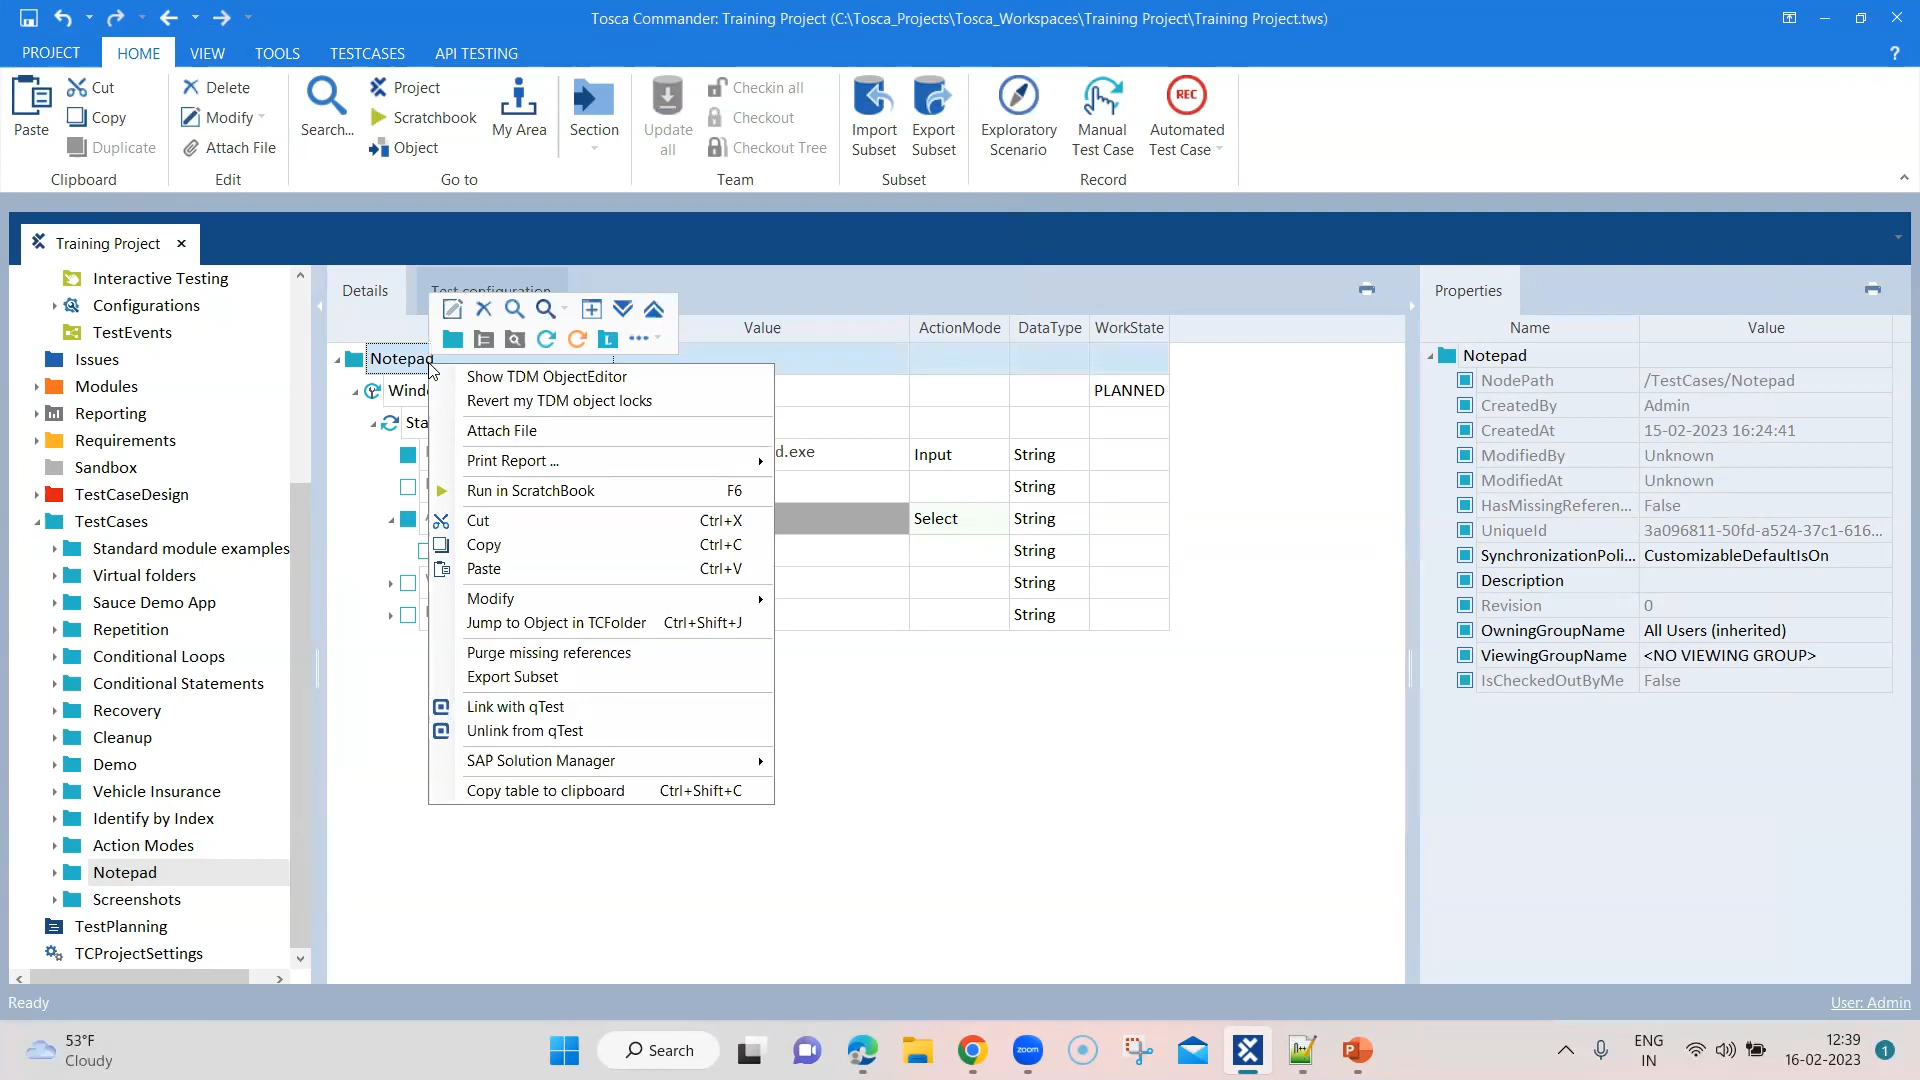 Tosca Commander: Training Project (C:\Tosca_Projects\Tosca_Workspaces\Training Project\Training Project.tws)
PROJECT HOME VIEW TOOLS TESTCASES API TESTING ?
Paste
Cut
Copy
Duplicate
Clipboard
Delete
Modify
Attach File
Edit
Search...
Project
Scratchbook
Object
My Area
Go to
Section
Update all
Checkin all
Checkout
Checkout Tree
Team
Import Subset
Export Subset
Subset
Exploratory Scenario
Manual Test Case
REC
Automated Test Case
Record
Training Project
Interactive Testing
Configurations
TestEvents
Issues
Modules
Reporting
Requirements
Sandbox
TestCaseDesign
TestCases
Standard module examples
Virtual folders
Sauce Demo App
Repetition
Conditional Loops
Conditional Statements
Recovery
Cleanup
Demo
Vehicle Insurance
Identify by Index
Action Modes
Notepad
Screenshots
TestPlanning
TCProjectSettings
Details Test configuration
Value ActionMode DataType WorkState
Notepad
Wind PLANNED
Sta
d.exe Input String
String
Select String
String
String
String
Show TDM ObjectEditor
Revert my TDM object locks
Attach File
Print Report ...
Run in ScratchBook F6
Cut Ctrl+X
Copy Ctrl+C
Paste Ctrl+V
Modify
Jump to Object in TCFolder Ctrl+Shift+J
Purge missing references
Export Subset
Link with qTest
Unlink from qTest
SAP Solution Manager
Copy table to clipboard Ctrl+Shift+C
Properties
Name Value
Notepad
NodePath /TestCases/Notepad
CreatedBy Admin
CreatedAt 15-02-2023 16:24:41
ModifiedBy Unknown
ModifiedAt Unknown
HasMissingReferen... False
UniqueId 3a096811-50fd-a524-37c1-616...
SynchronizationPoli... CustomizableDefaultIsOn
Description
Revision 0
OwningGroupName All Users (inherited)
ViewingGroupName <NO VIEWING GROUP>
IsCheckedOutByMe False
Ready User: Admin
53°F
Cloudy
Search
zoom
ENG
IN
12:39
16-02-2023
1